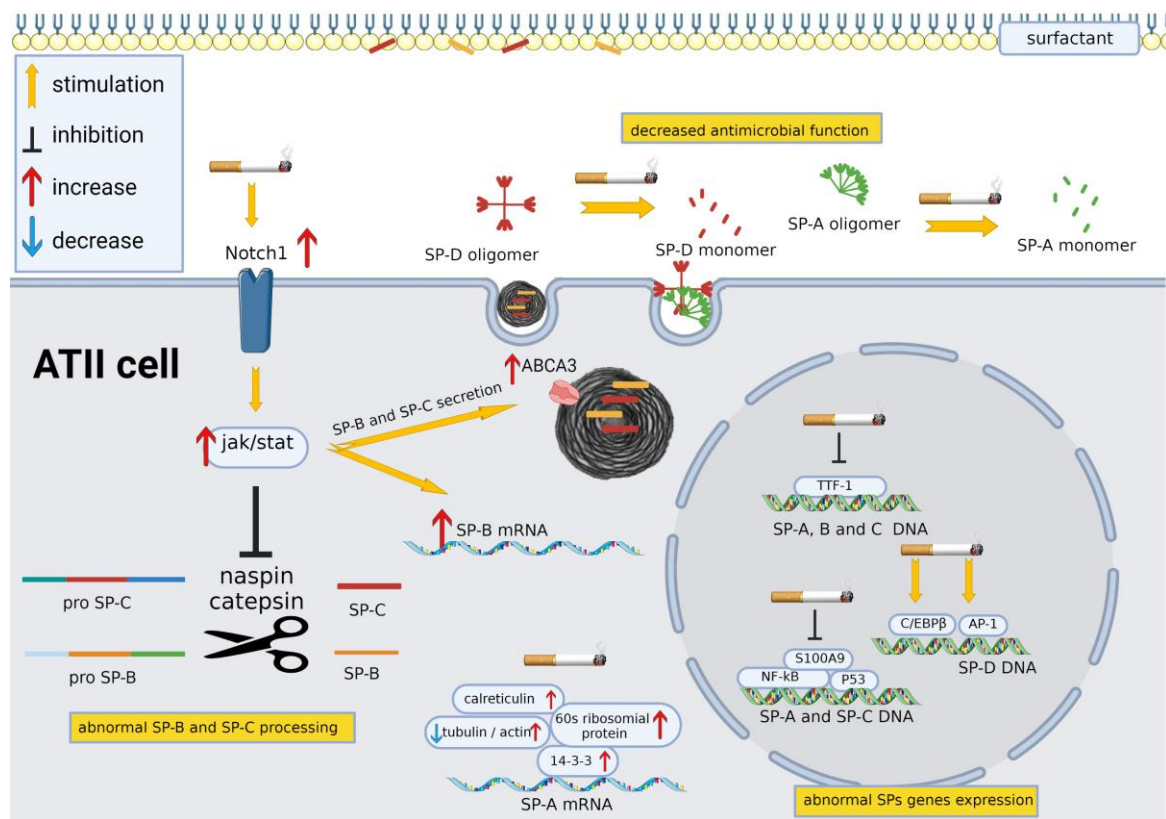 surfactant
stimulation
inhibition
increase
decrease
decreased antimicrobial function
Notch1
SP-D oligomer
SP-D monomer
SP-A oligomer
SP-A monomer
ATII cell
jak/stat
SP-B and SP-C secretion
ABCA3
SP-B mRNA
naspin
catepsin
pro SP-C
SP-C
pro SP-B
SP-B
abnormal SP-B and SP-C processing
calreticulin
tubulin / actin
60s ribosomial
protein
14-3-3
SP-A mRNA
TTF-1
SP-A, B and C DNA
C/EBPβ
AP-1
SP-D DNA
S100A9
NF-kB
P53
SP-A and SP-C DNA
abnormal SPs genes expression